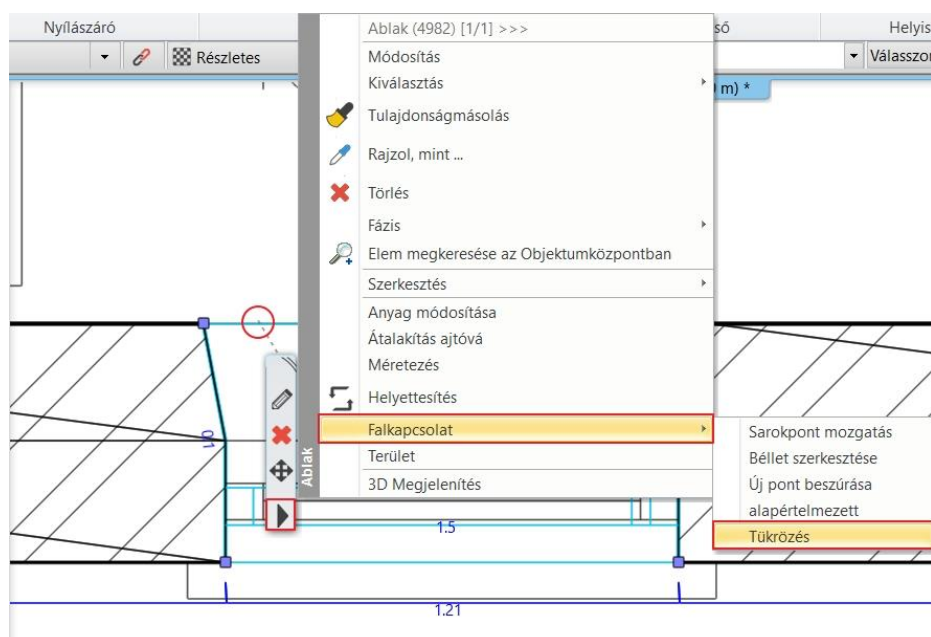 Nyílászáró
Ablak (4982) [1/1] >>>
ső
Helyis
Részletes
Válasszon
Módosítás
Kiválasztás
m) *
Tulajdonságmásolás
Rajzol, mint ...
Törlés
Fázis
Elem megkeresése az Objektumközpontban
Szerkesztés
Anyag módosítása
Átalakítás ajtóvá
Méretezés
Helyettesítés
Falkapcsolat
Terület
3D Megjelenítés
Ablak
Sarokpont mozgatás
Béllet szerkesztése
Új pont beszúrása
alapértelmezett
Tükrözés
1.5
1.21